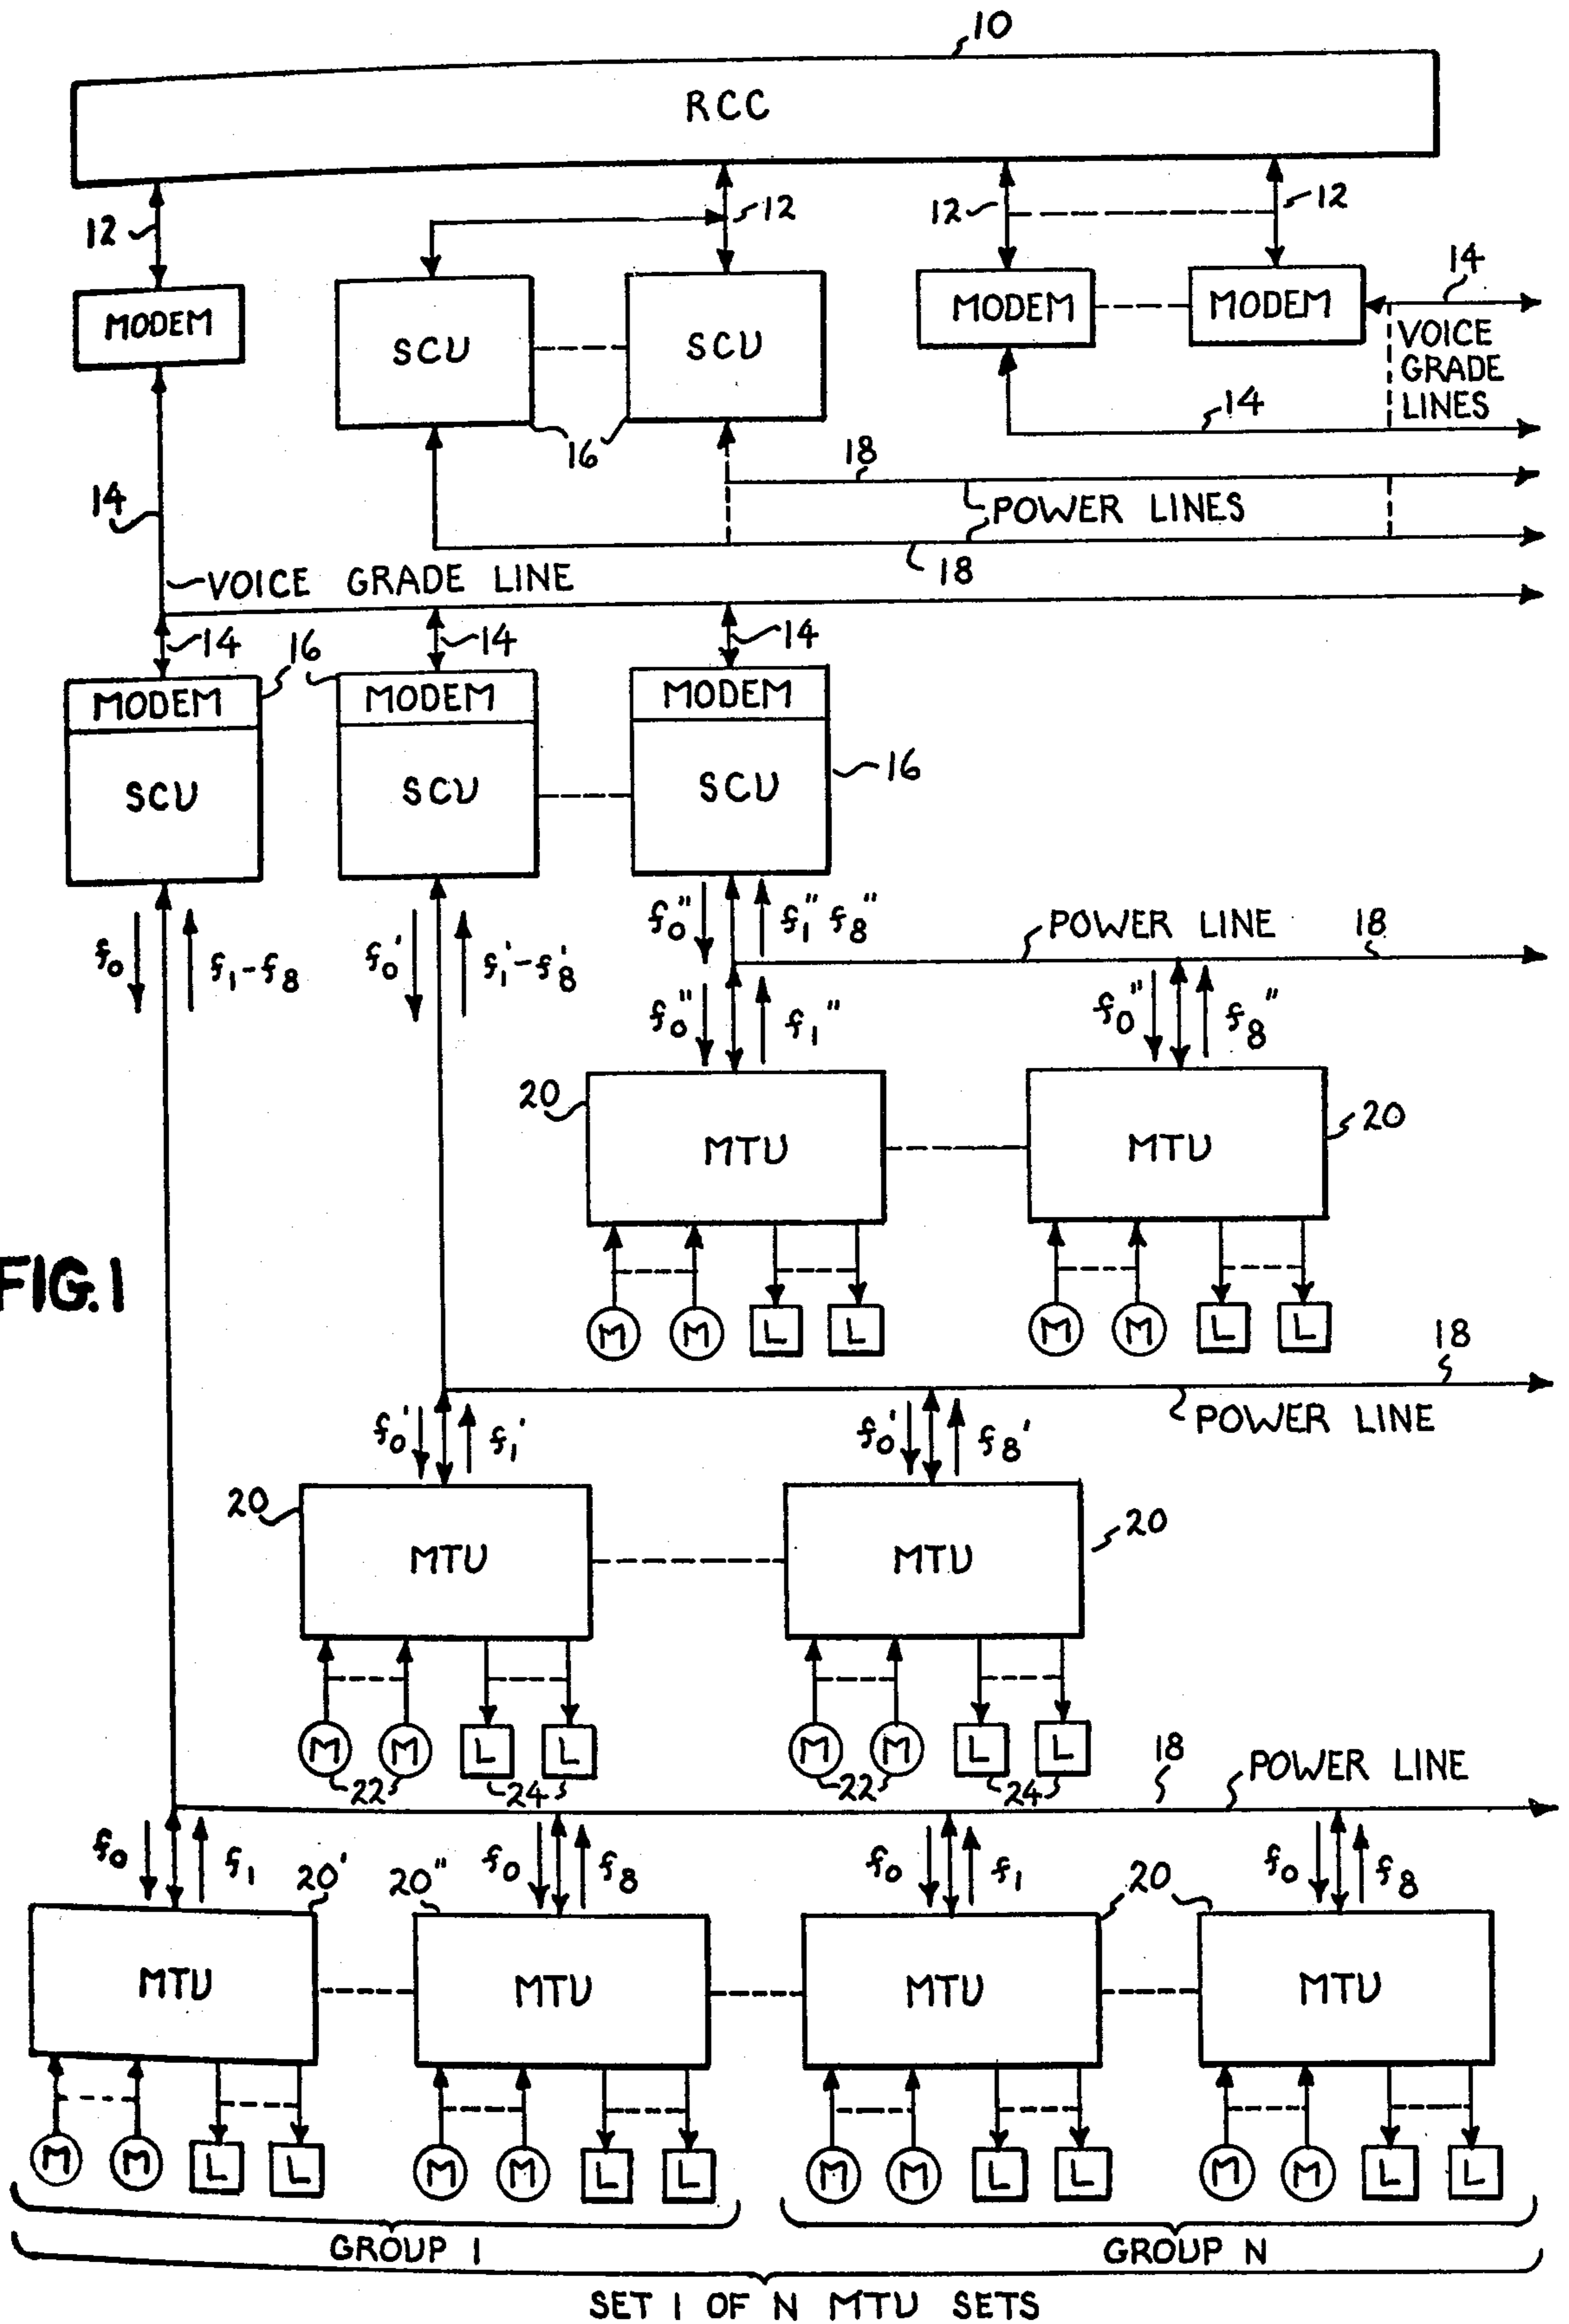 10
RCC
12
12
12
12
MODEM
SCU
SCU
MODEM
MODEM
14
VOICE GRADE LINES
16
14
18
POWER LINES
18
14
VOICE GRADE LINE
14
16
14
14
MODEM
MODEM
MODEM
SCU
SCU
SCU
16
f0
f1-f8
f0'
f1'-f8'
f0"
f1" f8"
POWER LINE
18
f0"
f1"
f0"
f8"
20
MTU
MTU
20
FIG.1
M
M
L
L
M
M
L
L
18
POWER LINE
f0'
f1'
f0'
f8'
20
MTU
MTU
20
M
M
L
L
M
M
L
L
22
24
22
24
18
POWER LINE
f0
f1
20'
20"
f0
f8
f0
f1
20
f0
f8
MTU
MTU
MTU
MTU
M
M
L
L
M
M
L
L
M
M
L
L
M
M
L
L
GROUP 1
GROUP N
SET 1 OF N MTU SETS